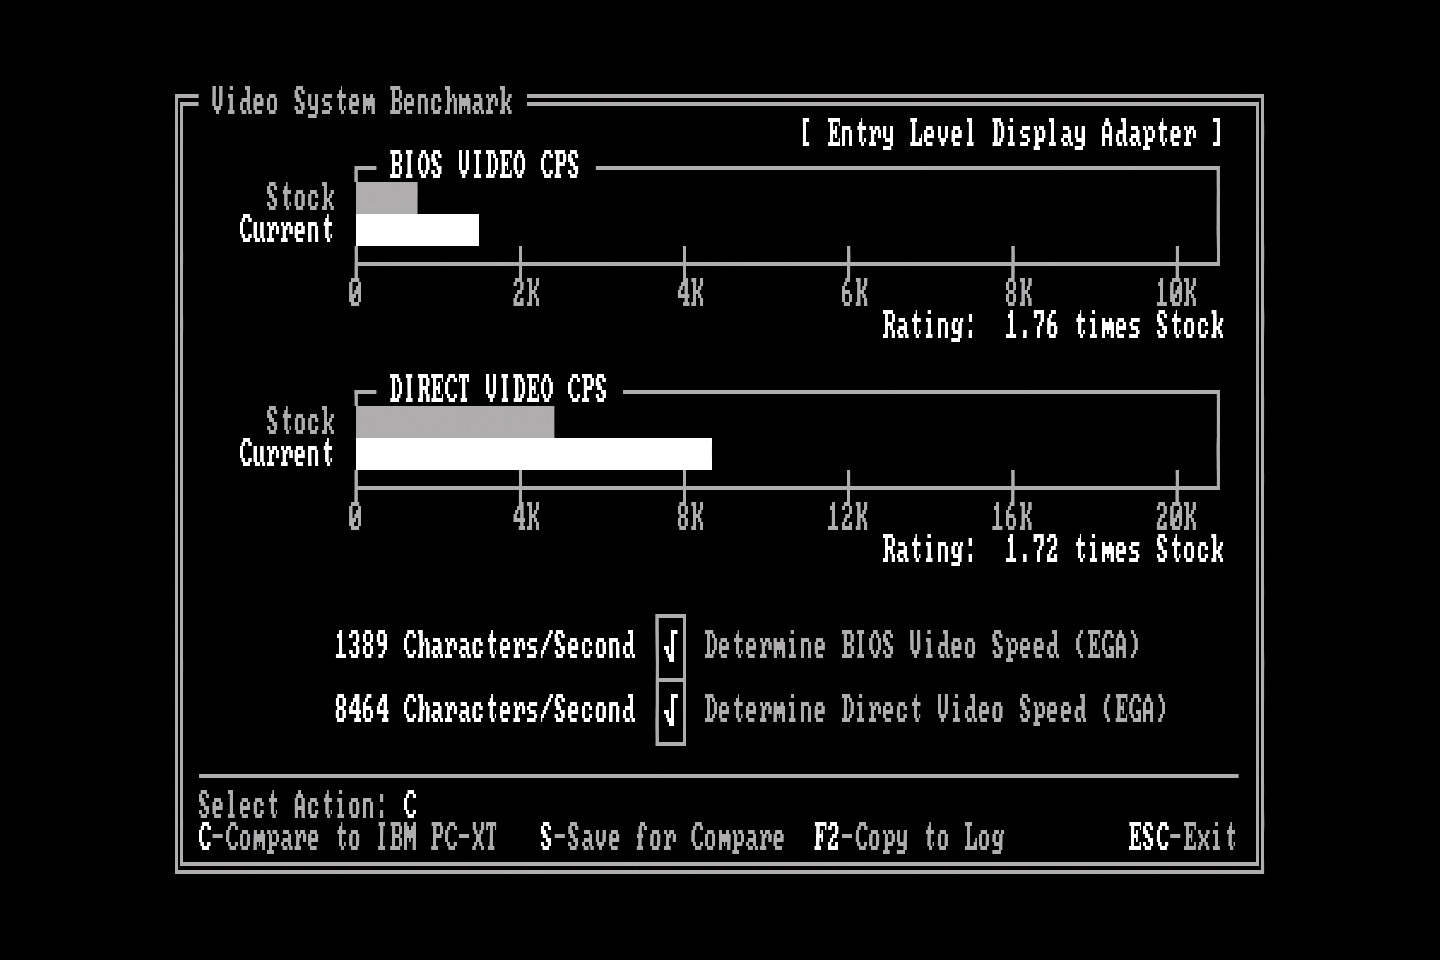 Video System Benchmark
[ Entry Level Display Adapter ]
BIOS VIDEO CPS
Stock
Current
0 2K 4K 6K 8K 10K
Rating: 1.76 times Stock
DIRECT VIDEO CPS
Stock
Current
0 4K 8K 12K 16K 20K
Rating: 1.72 times Stock
1389 Characters/Second √ Determine BIOS Video Speed (EGA)
8464 Characters/Second √ Determine Direct Video Speed (EGA)
Select Action: C
C-Compare to IBM PC-XT S-Save for Compare F2-Copy to Log ESC-Exit